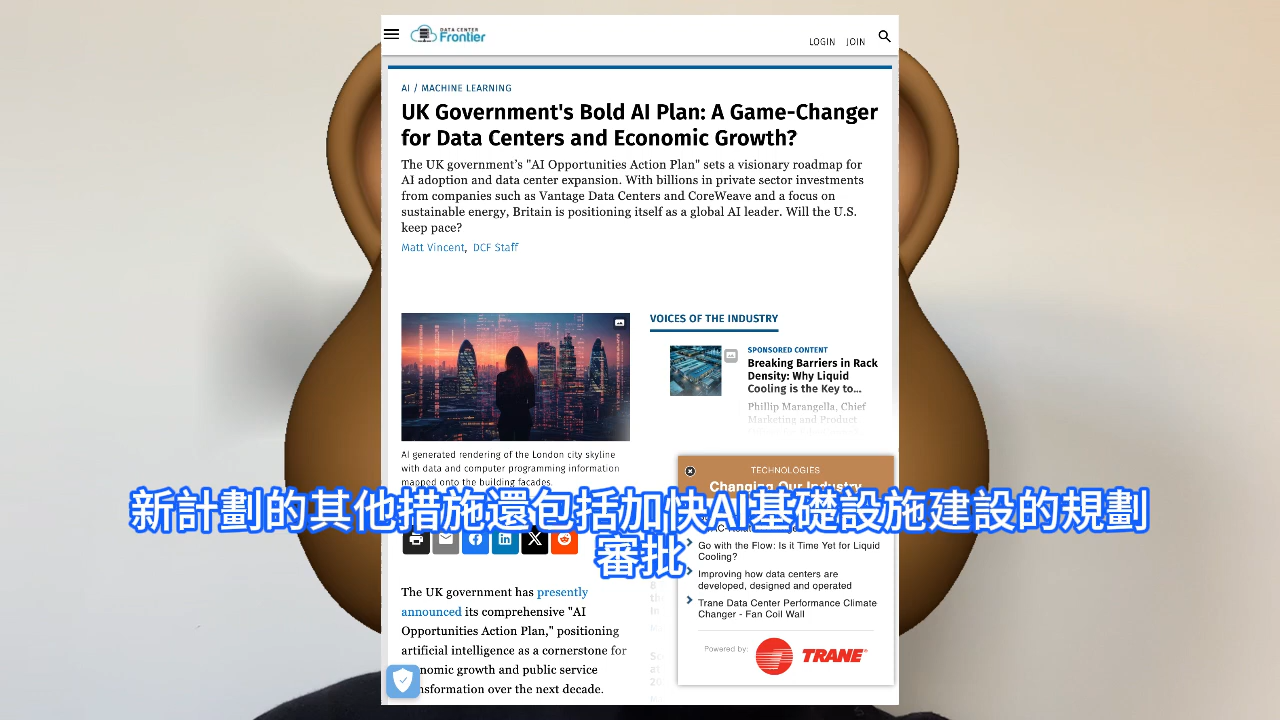 DATA CENTER
Frontier
LOGIN JOIN
AI / MACHINE LEARNING
UK Government's Bold AI Plan: A Game-Changer
for Data Centers and Economic Growth?
The UK government's "AI Opportunities Action Plan" sets a visionary roadmap for
AI adoption and data center expansion. With billions in private sector investments
from companies such as Vantage Data Centers and CoreWeave and a focus on
sustainable energy, Britain is positioning itself as a global AI leader. Will the U.S.
keep pace?
Matt Vincent, DCF Staff
AI generated rendering of the London city skyline
with data and computer programming information
mapped onto the building facades.
The UK government has presently
announced its comprehensive "AI
Opportunities Action Plan," positioning
artificial intelligence as a cornerstone for
economic growth and public service
transformation over the next decade.
VOICES OF THE INDUSTRY
SPONSORED CONTENT
Breaking Barriers in Rack
Density: Why Liquid
Cooling is the Key to...
Phillip Marangella, Chief
Marketing and Product
TECHNOLOGIES
Changing Our Industry
Go with the Flow: Is it Time Yet for Liquid
Cooling?
Improving how data centers are
developed, designed and operated
Trane Data Center Performance Climate
Changer - Fan Coil Wall
Powered by:
TRANE
新計劃的其他措施還包括加快AI基礎設施建設的規劃
審批